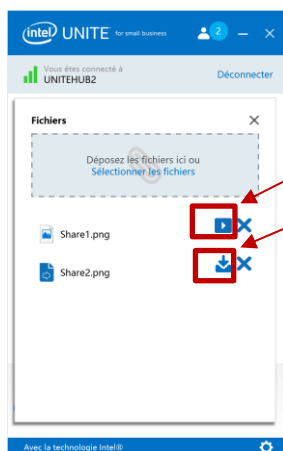 intel UNITE for small business 2
Vous êtes connecté à
UNITEHUB2
Déconnecter
Fichiers
Déposez les fichiers ici ou
Sélectionner les fichiers
Share1.png
Share2.png
Avec la technologie Intel®